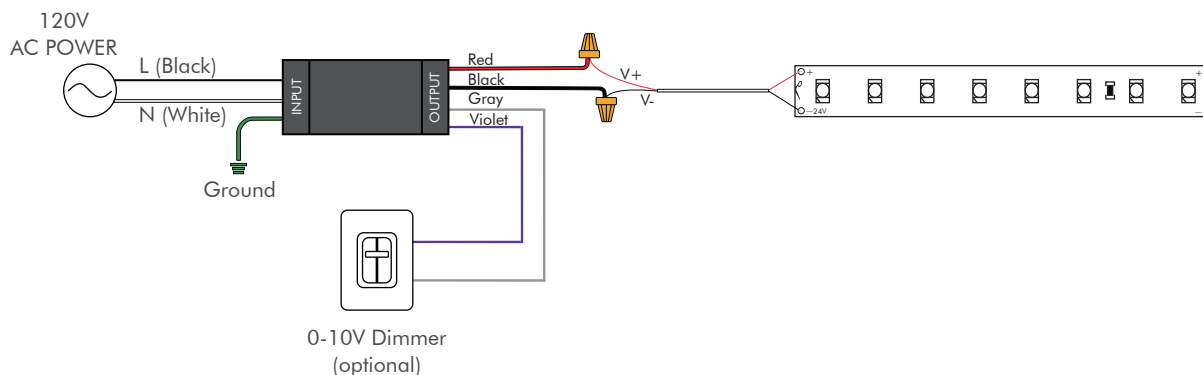 120V
AC POWER
L (Black)
N (White)
Ground
INPUT
OUTPUT
Red
Black
Gray
Violet
V+
V-
+
−24V
+
−
0-10V Dimmer
(optional)